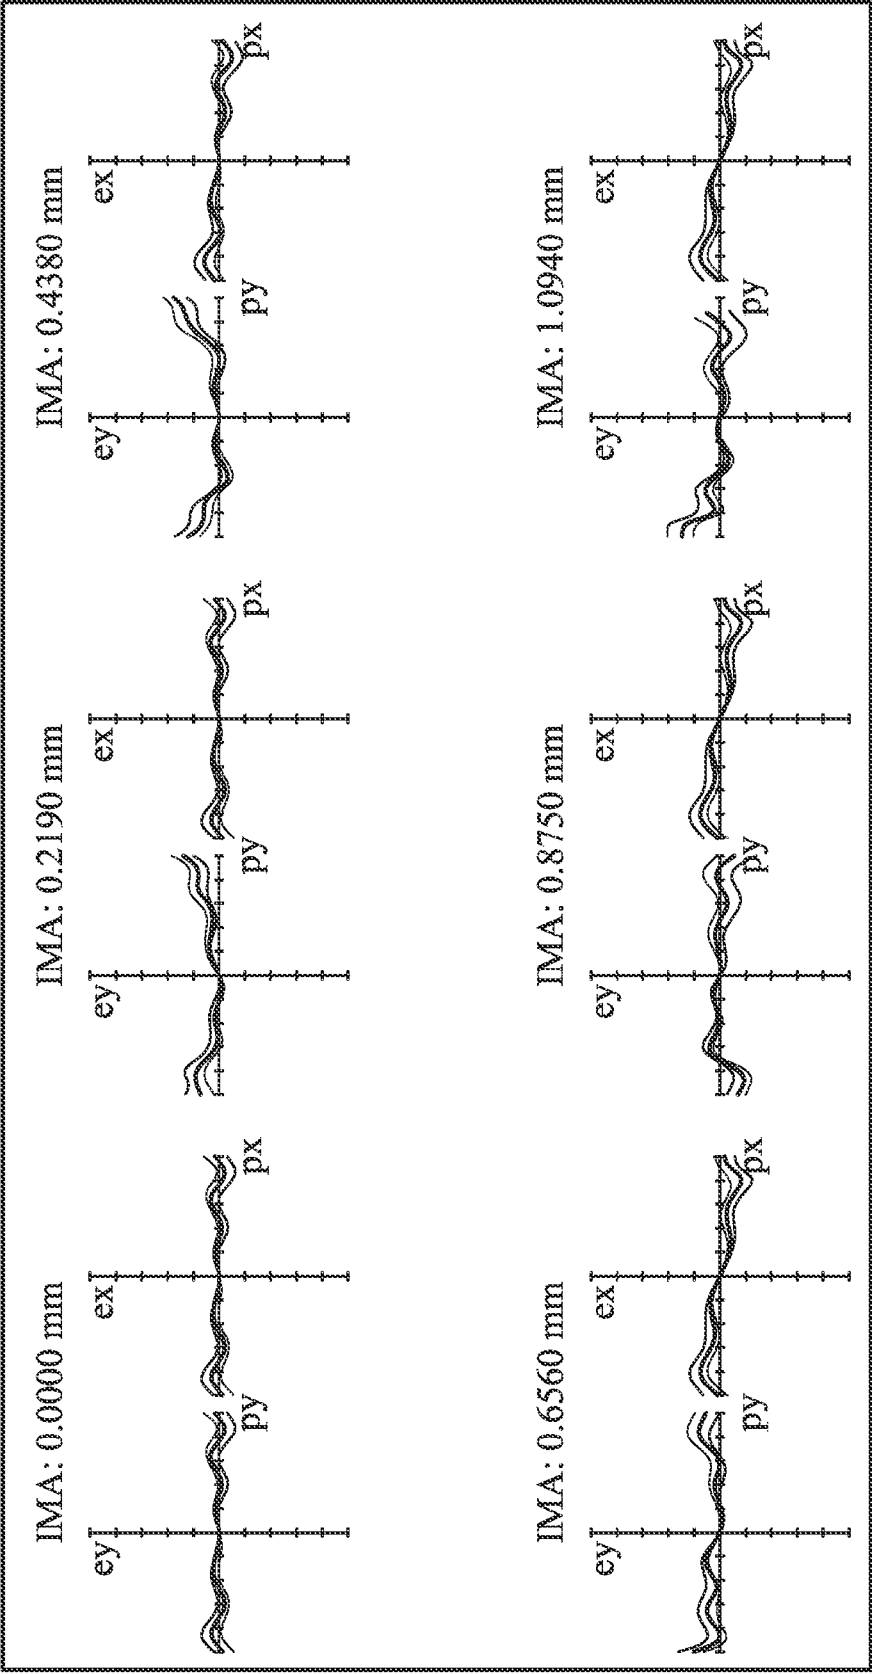 IMA: 0.0000 mm
ey
py
ex
px
IMA: 0.2190 mm
ey
py
ex
px
IMA: 0.4380 mm
ey
py
ex
px
IMA: 0.6560 mm
ey
py
ex
px
IMA: 0.8750 mm
ey
py
ex
px
IMA: 1.0940 mm
ey
py
ex
px